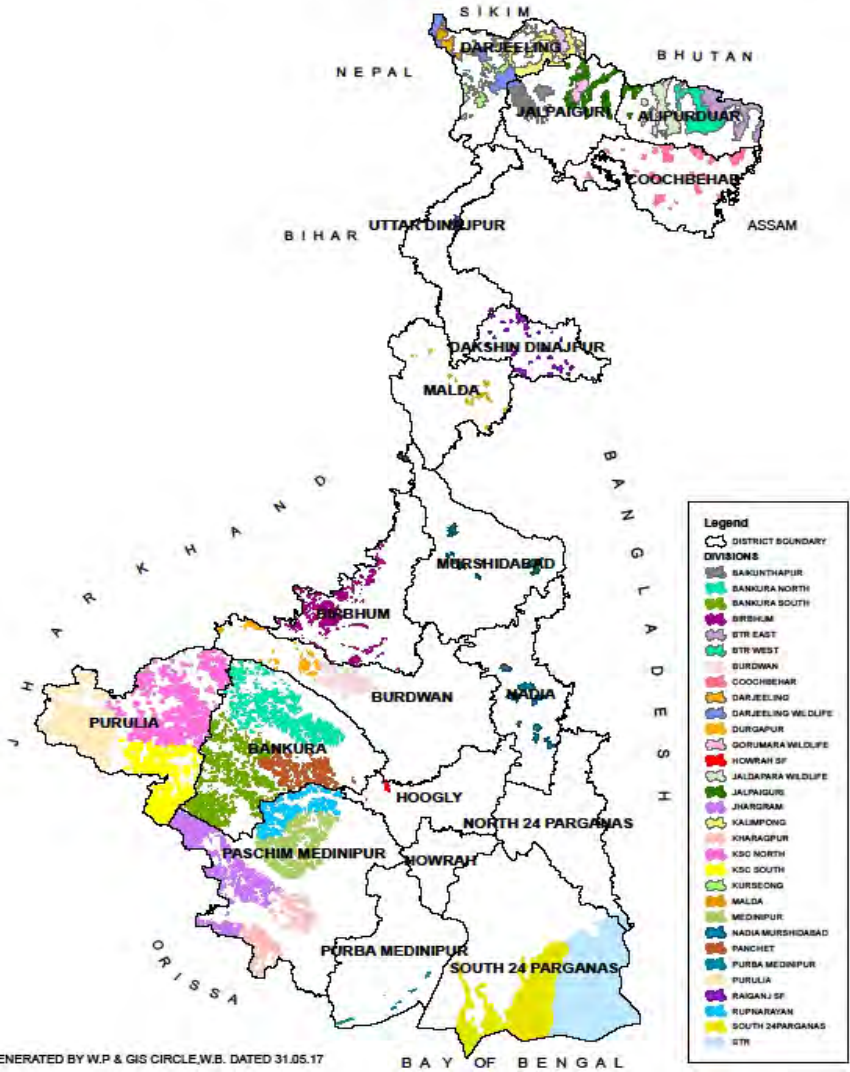 SIKIM
DARJEELING
BHUTAN
NEPAL
JALPAIGURI
ALIPURDUAR
COOCHBEHAR
UTTAR DINAJPUR
BIHAR
ASSAM
DAKSHIN DINAJPUR
MALDA
BANGLADESH
JHARKHAND
MURSHIDABAD
BIRBHUM
BURDWAN
NADIA
PURULIA
BANKURA
HOOGLY
NORTH 24 PARGANAS
PASCHIM MEDINIPUR
HOWRAH
ORISSA
PURBA MEDINIPUR
SOUTH 24 PARGANAS
Legend
DISTRICT BOUNDARY
DIVISIONS
BAIKUNTHAPUR
BANKURA NORTH
BANKURA SOUTH
BIRBHUM
BTR EAST
BTR WEST
BURDWAN
COOCHBEHAR
DARJEELING
DARJEELING WILDLIFE
DURGAPUR
GORUMARA WILDLIFE
HOWRAH SF
JALDAPARA WILDLIFE
JALPAIGURI
JHARGRAM
KALIMPONG
KHARAGPUR
KSC NORTH
KSC SOUTH
KURSEONG
MALDA
MEDINIPUR
NADIA MURSHIDABAD
PANCHET
PURBA MEDINIPUR
PURULIA
RAIGANJ SF
RUPNARAYAN
SOUTH 24PARGANAS
STR
ENERATED BY W.P & GIS CIRCLE,W.B. DATED 31.05.17
BAY OF BENGAL